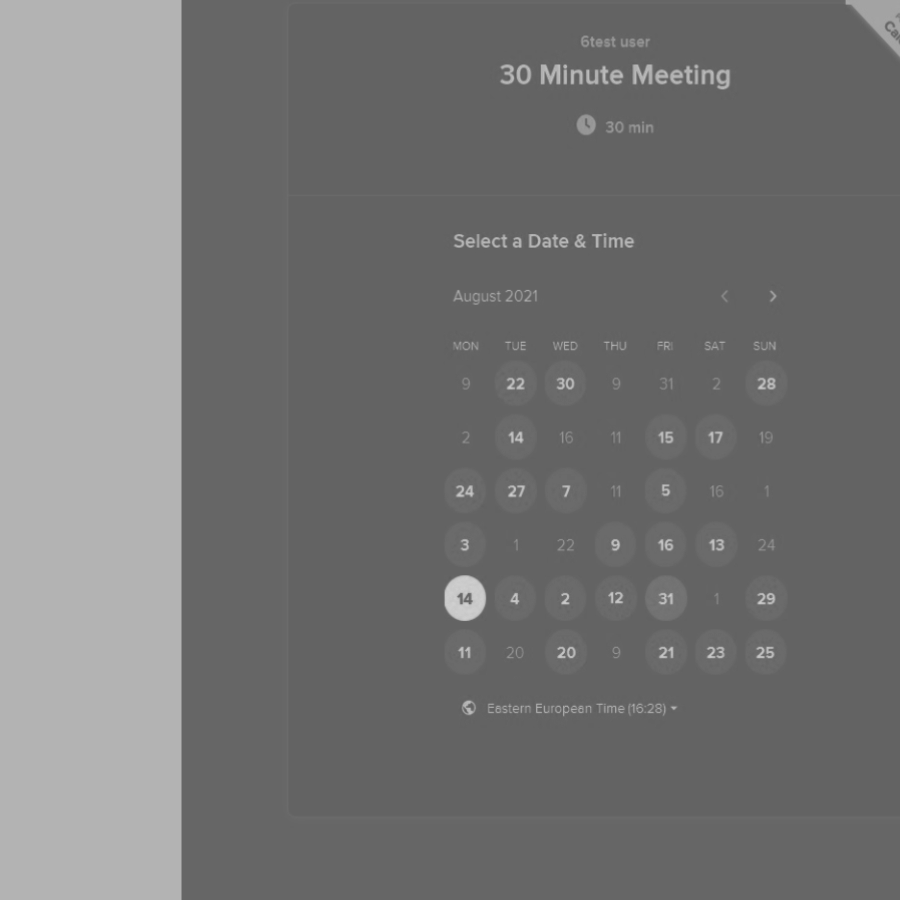 6test user
30 Minute Meeting
30 min
Select a Date & Time
August 2021
MON TUE WED THU FRI SAT SUN
9 22 30 9 31 2 28
2 14 16 11 15 17 19
24 27 7 11 5 16 1
3 1 22 9 16 13 24
14 4 2 12 31 1 29
11 20 20 9 21 23 25
Eastern European Time (16:28)